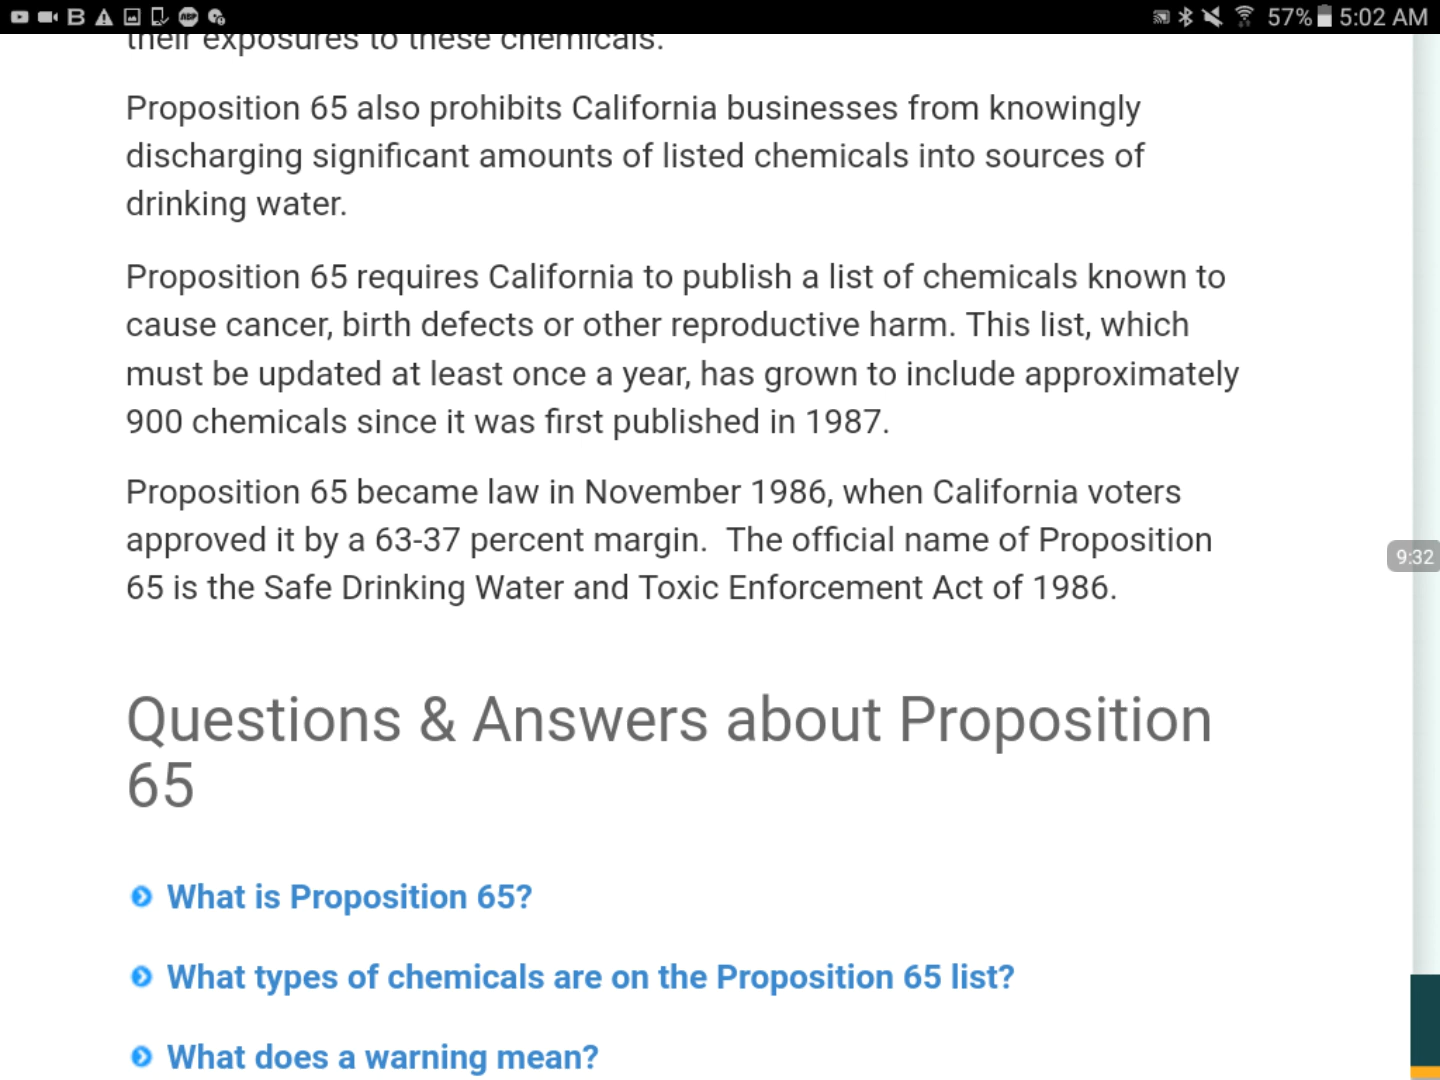 57% 5:02 AM
their exposures to these chemicals.
Proposition 65 also prohibits California businesses from knowingly
discharging significant amounts of listed chemicals into sources of
drinking water.
Proposition 65 requires California to publish a list of chemicals known to
cause cancer, birth defects or other reproductive harm. This list, which
must be updated at least once a year, has grown to include approximately
900 chemicals since it was first published in 1987.
Proposition 65 became law in November 1986, when California voters
approved it by a 63-37 percent margin.  The official name of Proposition
65 is the Safe Drinking Water and Toxic Enforcement Act of 1986.
9:32
Questions & Answers about Proposition
65
What is Proposition 65?
What types of chemicals are on the Proposition 65 list?
What does a warning mean?